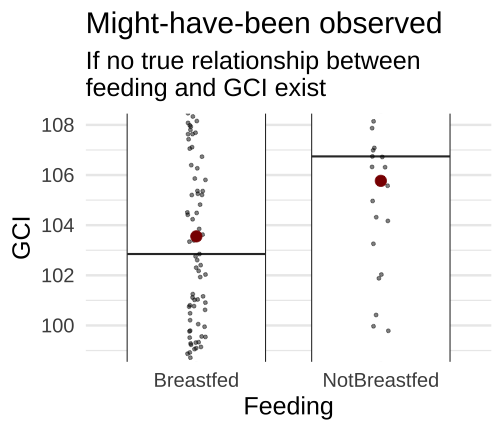 Might-have-been observed
If no true relationship between
feeding and GCI exist
108
106
104
102
100
GCI
Breastfed
NotBreastfed
Feeding